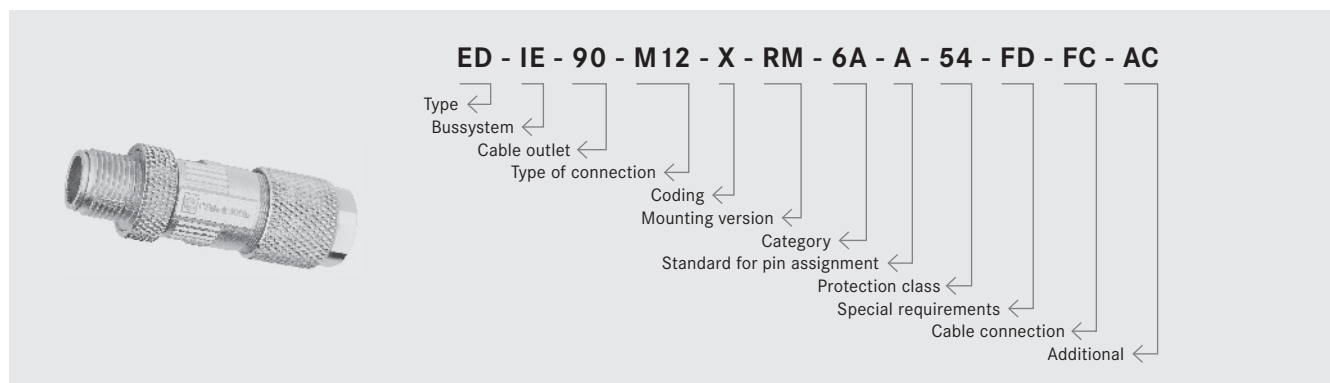 ED - IE - 90 - M12 - X - RM - 6A - A - 54 - FD - FC - AC
Type
Bussystem
Cable outlet
Type of connection
Coding
Mounting version
Category
Standard for pin assignment
Protection class
Special requirements
Cable connection
Additional